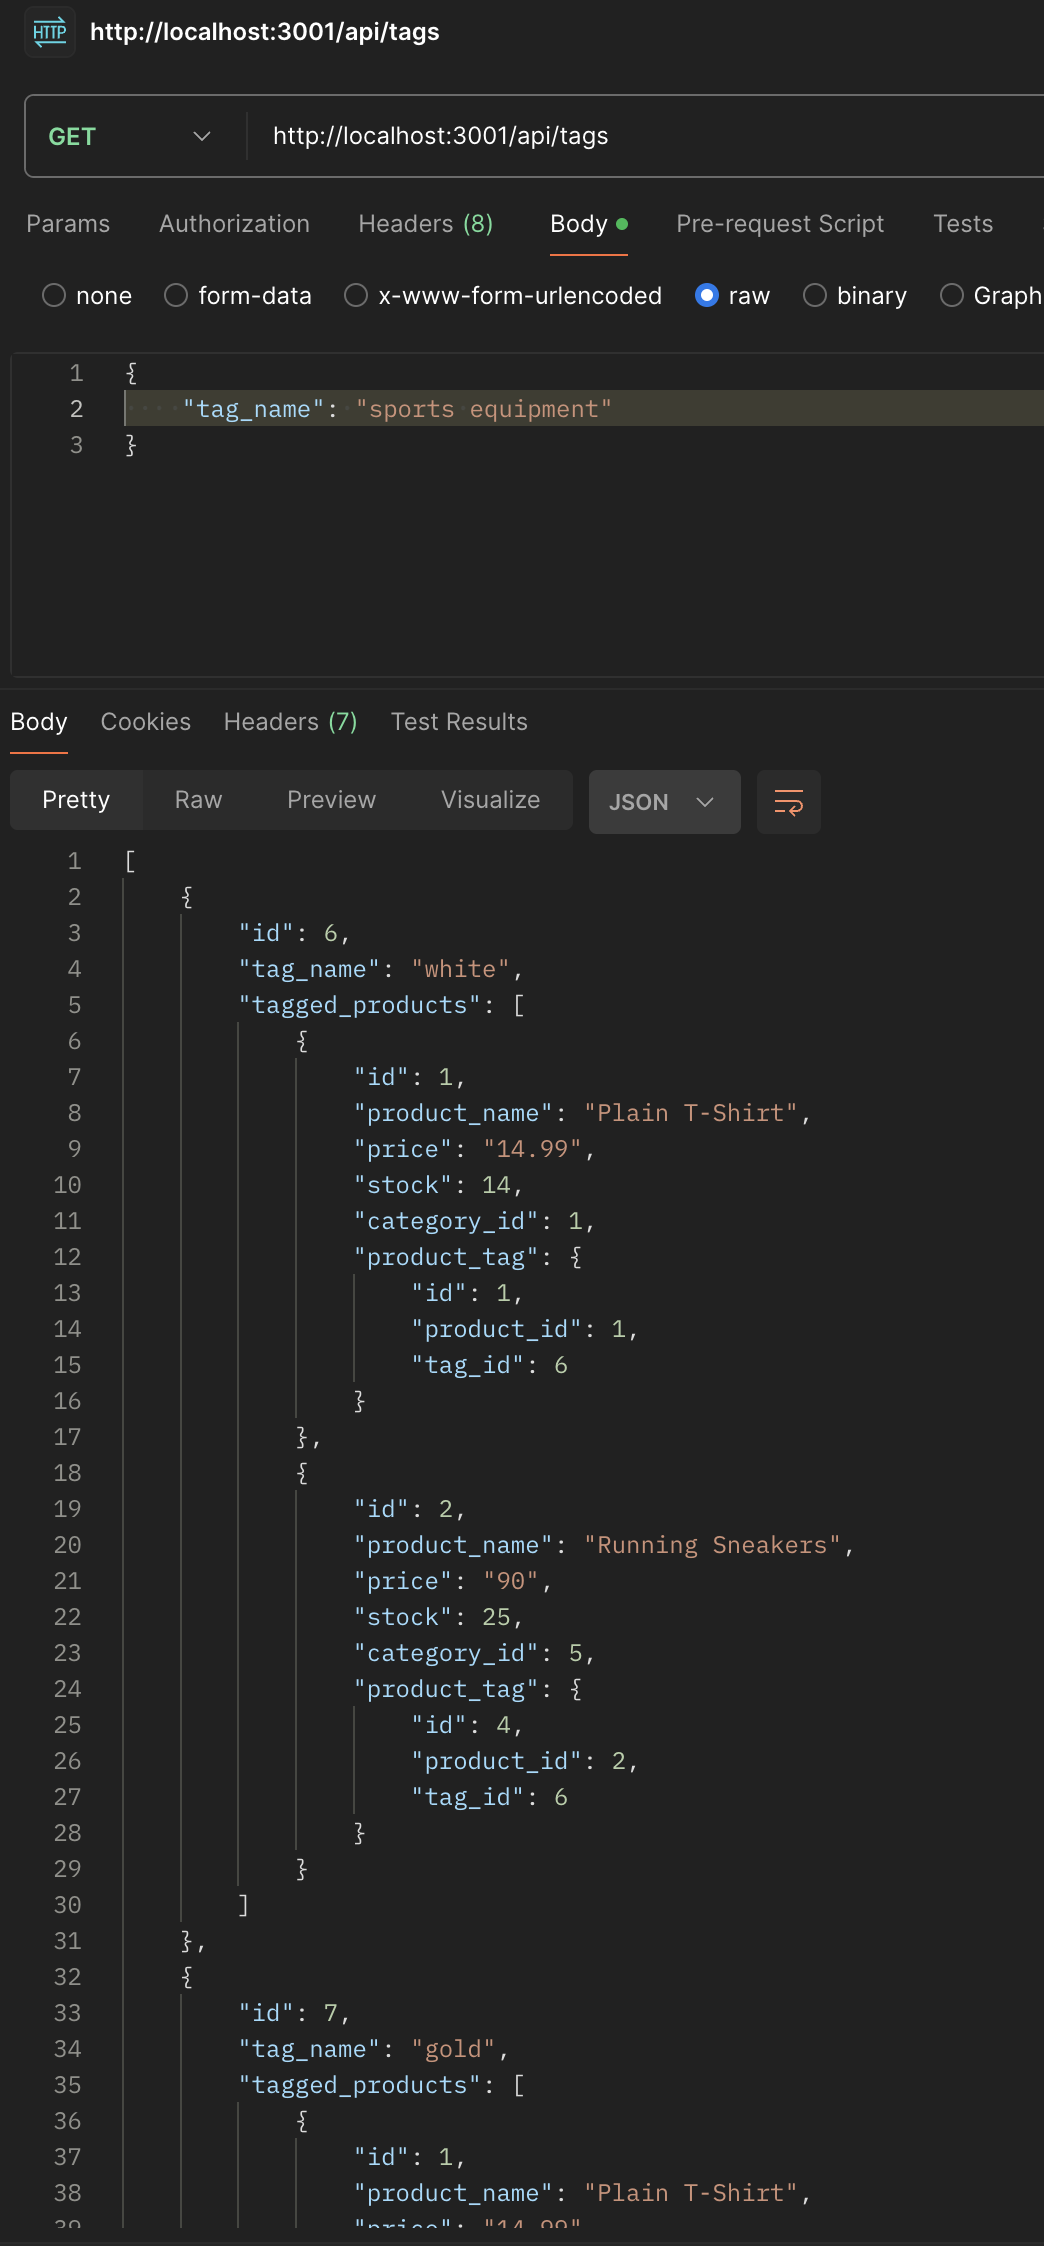 HTTP http://localhost:3001/api/tags
GET http://localhost:3001/api/tags
Params Authorization Headers (8) Body Pre-request Script Tests
none form-data x-www-form-urlencoded raw binary Graph
1 {
2 "tag_name": "sports equipment"
3 }
Body Cookies Headers (7) Test Results
Pretty Raw Preview Visualize JSON
1 [
2 {
3 "id": 6,
4 "tag_name": "white",
5 "tagged_products": [
6 {
7 "id": 1,
8 "product_name": "Plain T-Shirt",
9 "price": "14.99",
10 "stock": 14,
11 "category_id": 1,
12 "product_tag": {
13 "id": 1,
14 "product_id": 1,
15 "tag_id": 6
16 }
17 },
18 {
19 "id": 2,
20 "product_name": "Running Sneakers",
21 "price": "90",
22 "stock": 25,
23 "category_id": 5,
24 "product_tag": {
25 "id": 4,
26 "product_id": 2,
27 "tag_id": 6
28 }
29 }
30 ]
31 },
32 {
33 "id": 7,
34 "tag_name": "gold",
35 "tagged_products": [
36 {
37 "id": 1,
38 "product_name": "Plain T-Shirt",
39 "price": "14.99"